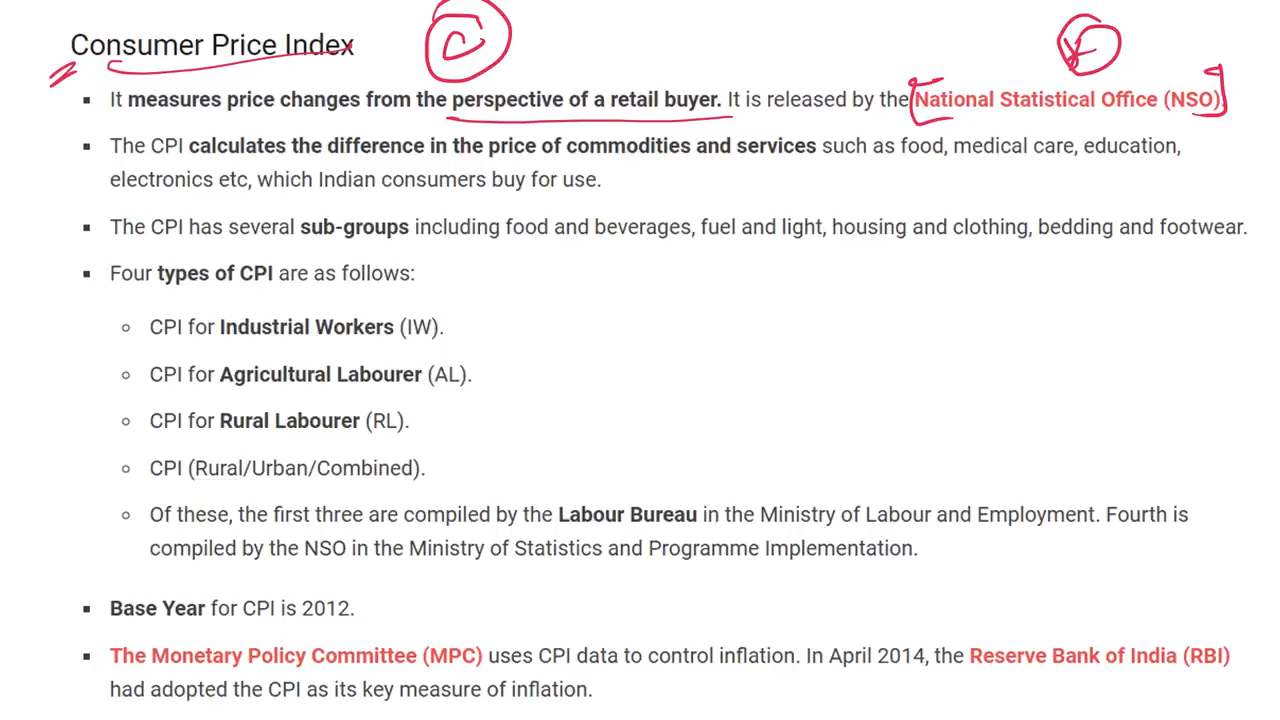 Consumer Price Index
C
▪ It measures price changes from the perspective of a retail buyer. It is released by the National Statistical Office (NSO).
▪ The CPI calculates the difference in the price of commodities and services such as food, medical care, education,
electronics etc, which Indian consumers buy for use.
▪ The CPI has several sub-groups including food and beverages, fuel and light, housing and clothing, bedding and footwear.
▪ Four types of CPI are as follows:
○ CPI for Industrial Workers (IW).
○ CPI for Agricultural Labourer (AL).
○ CPI for Rural Labourer (RL).
○ CPI (Rural/Urban/Combined).
○ Of these, the first three are compiled by the Labour Bureau in the Ministry of Labour and Employment. Fourth is
compiled by the NSO in the Ministry of Statistics and Programme Implementation.
▪ Base Year for CPI is 2012.
▪ The Monetary Policy Committee (MPC) uses CPI data to control inflation. In April 2014, the Reserve Bank of India (RBI)
had adopted the CPI as its key measure of inflation.